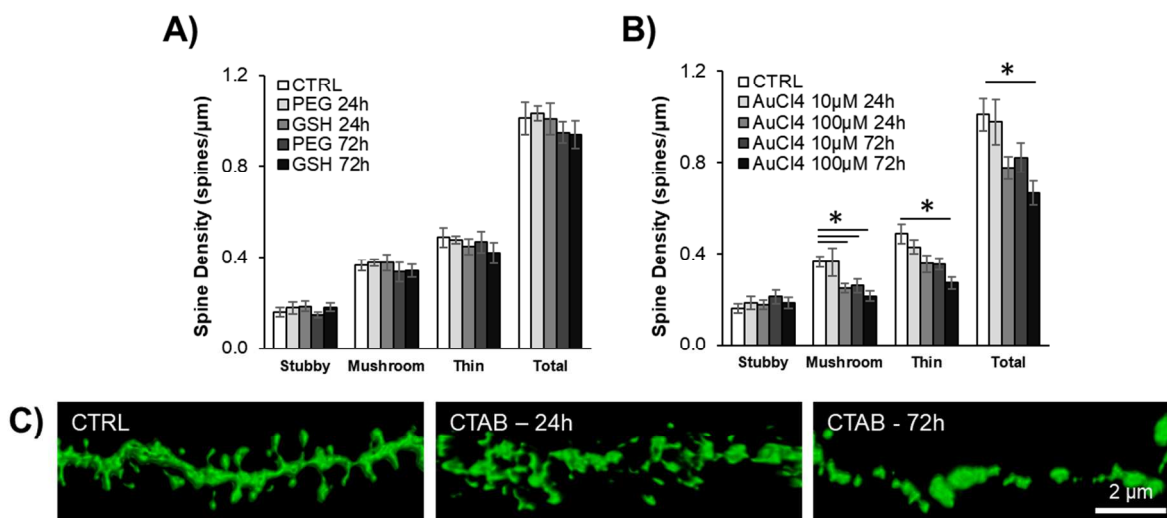 A)
Spine Density (spines/µm)
1.2
0.8
0.4
0.0
CTRL
PEG 24h
GSH 24h
PEG 72h
GSH 72h
Stubby Mushroom Thin Total
B)
Spine Density (spines/µm)
1.2
0.8
0.4
0.0
CTRL
AuCl4 10µM 24h
AuCl4 100µM 24h
AuCl4 10µM 72h
AuCl4 100µM 72h
*
*
*
Stubby Mushroom Thin Total
C)
CTRL
CTAB – 24h
CTAB - 72h
2 µm